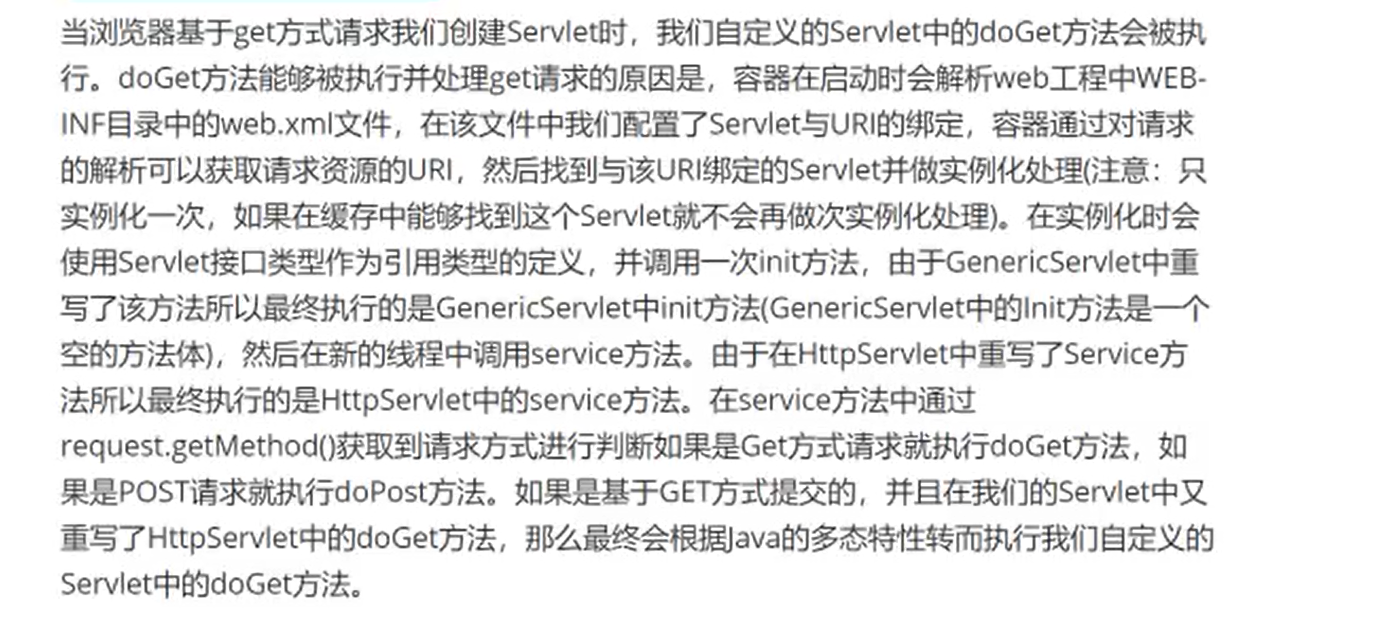 当浏览器基于get方式请求我们创建Servlet时，我们自定义的Servlet中的doGet方法会被执
行。doGet方法能够被执行并处理get请求的原因是，容器在启动时会解析web工程中WEB-
INF目录中的web.xml文件，在该文件中我们配置了Servlet与URI的绑定，容器通过对请求
的解析可以获取请求资源的URI，然后找到与该URI绑定的Servlet并做实例化处理(注意：只
实例化一次，如果在缓存中能够找到这个Servlet就不会再做次实例化处理)。在实例化时会
使用Servlet接口类型作为引用类型的定义，并调用一次init方法，由于GenericServlet中重
写了该方法所以最终执行的是GenericServlet中init方法(GenericServlet中的Init方法是一个
空的方法体)，然后在新的线程中调用service方法。由于在HttpServlet中重写了Service方
法所以最终执行的是HttpServlet中的service方法。在service方法中通过
request.getMethod()获取到请求方式进行判断如果是Get方式请求就执行doGet方法，如
果是POST请求就执行doPost方法。如果是基于GET方式提交的，并且在我们的Servlet中又
重写了HttpServlet中的doGet方法，那么最终会根据Java的多态特性转而执行我们自定义的
Servlet中的doGet方法。